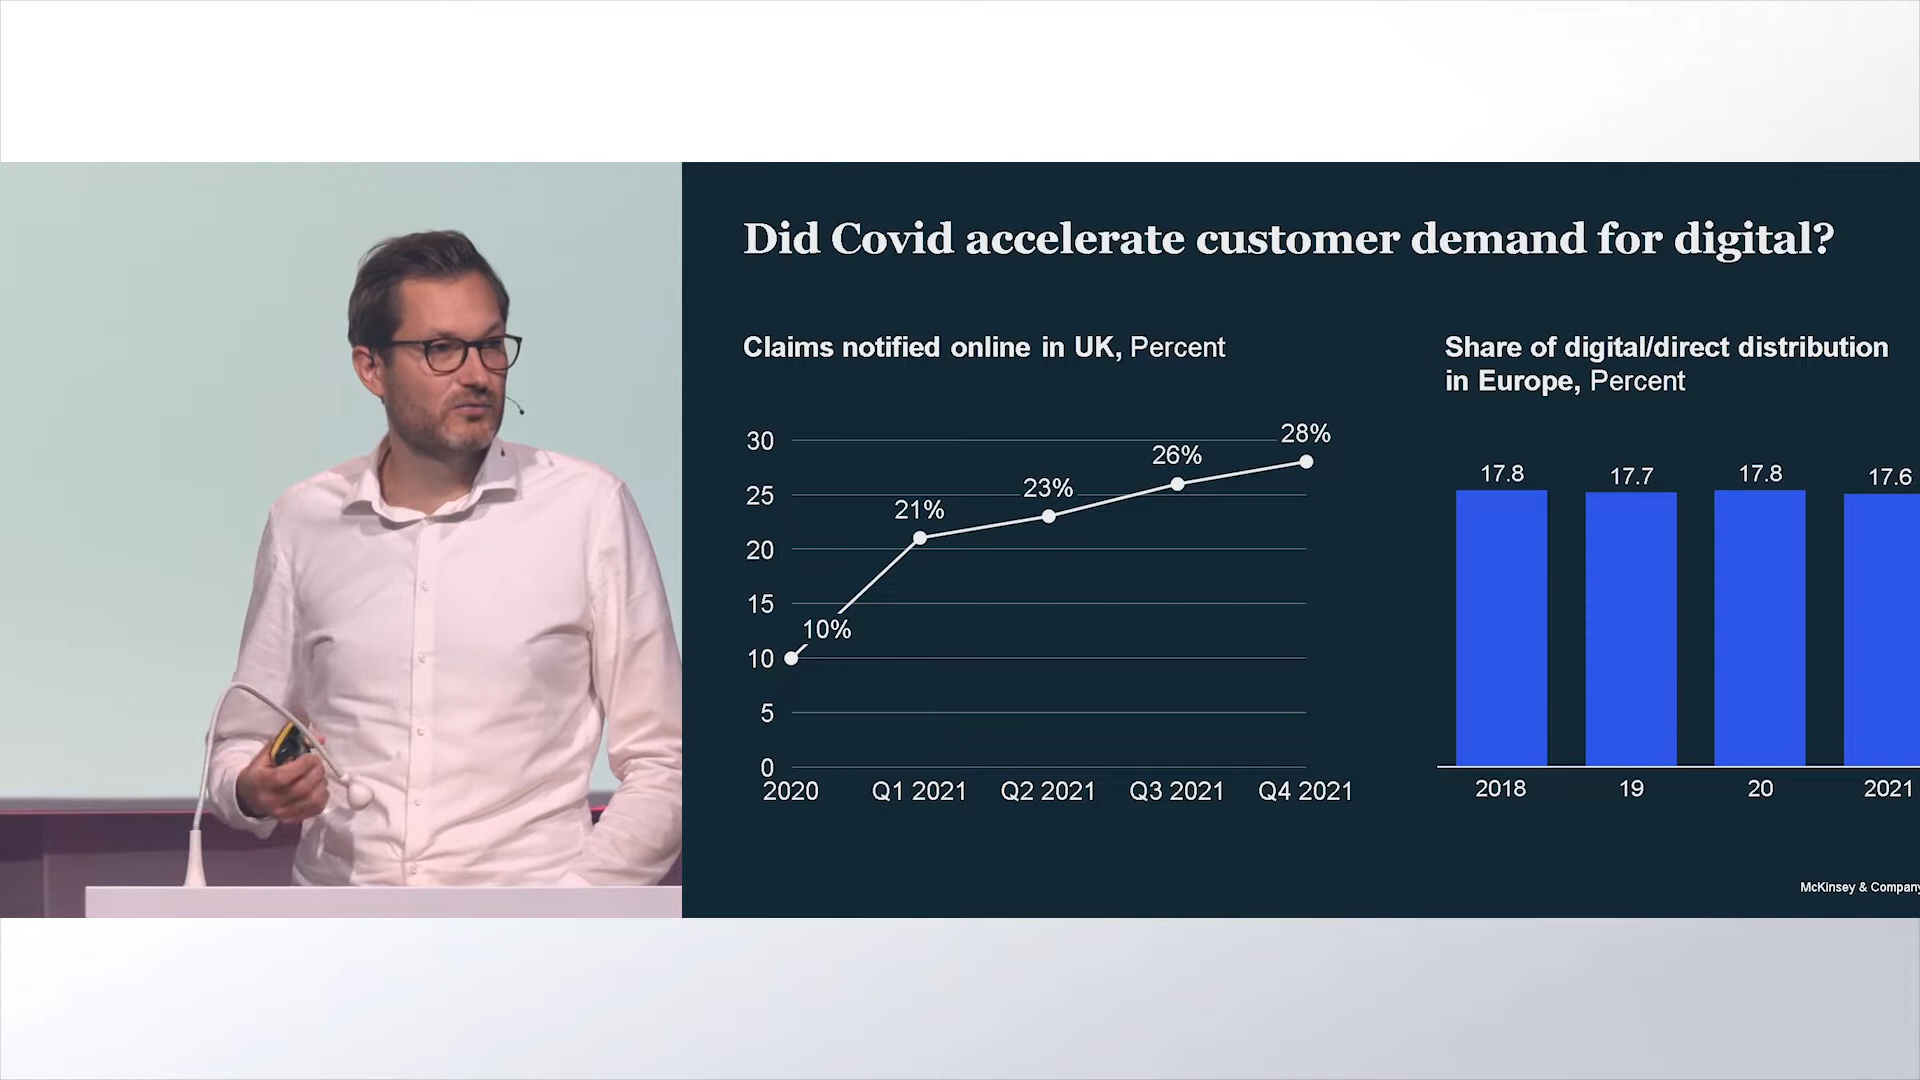 Did Covid accelerate customer demand for digital?
Claims notified online in UK, Percent
30
25
20
15
10
5
0
10%
21%
23%
26%
28%
2020
Q1 2021
Q2 2021
Q3 2021
Q4 2021
Share of digital/direct distribution
in Europe, Percent
17.8
17.7
17.8
17.6
2018
19
20
2021
McKinsey & Company